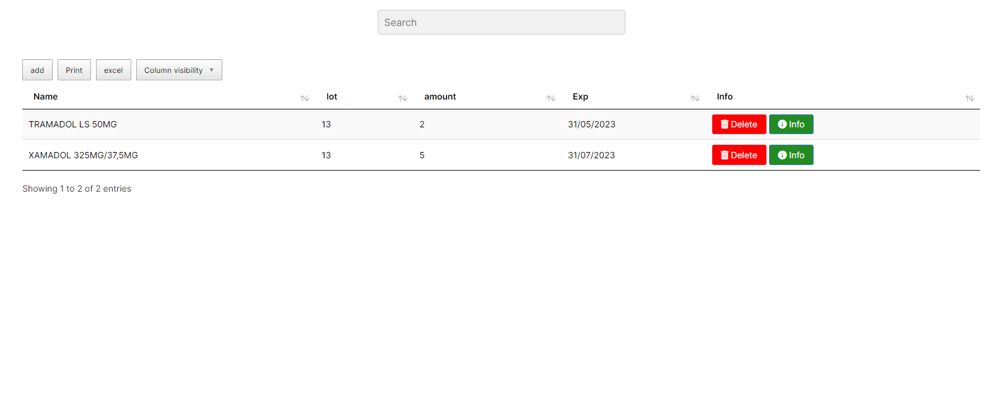 Search
add Print excel Column visibility ▼
Name lot amount Exp Info
TRAMADOL LS 50MG 13 2 31/05/2023 Delete Info
XAMADOL 325MG/37,5MG 13 5 31/07/2023 Delete Info
Showing 1 to 2 of 2 entries